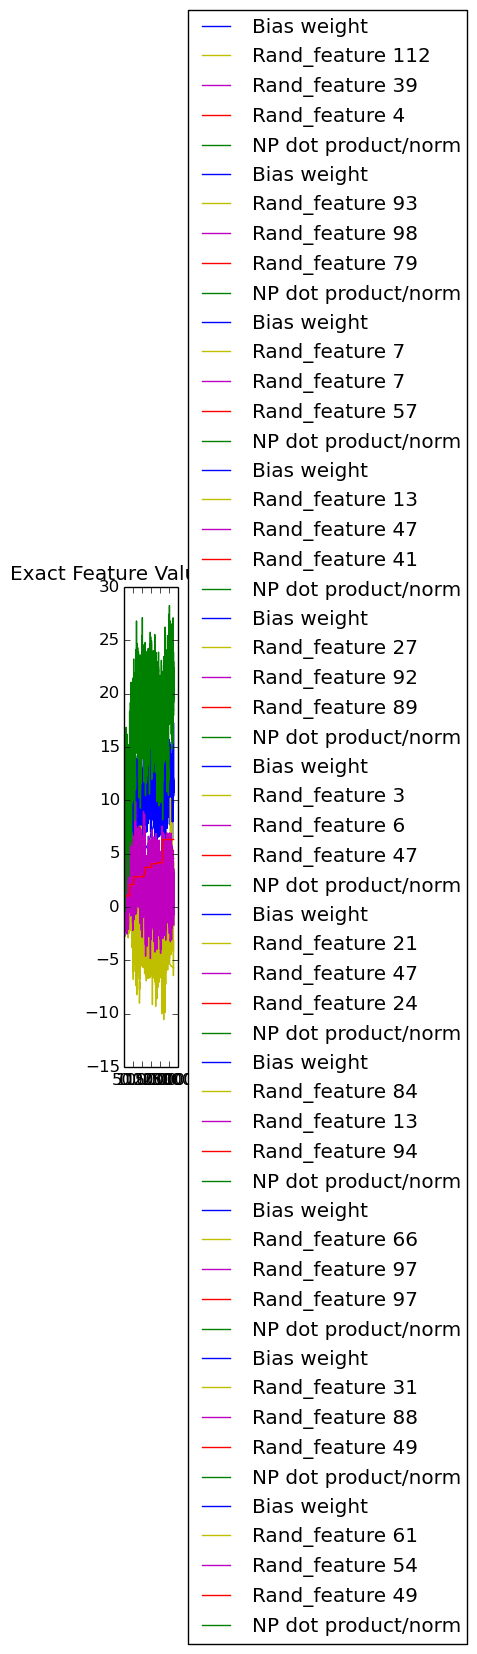 Bias weight
Rand_feature 112
Rand_feature 39
Rand_feature 4
NP dot product/norm
Bias weight
Rand_feature 93
Rand_feature 98
Rand_feature 79
NP dot product/norm
Bias weight
Rand_feature 7
Rand_feature 7
Rand_feature 57
NP dot product/norm
Bias weight
Rand_feature 13
Rand_feature 47
Rand_feature 41
NP dot product/norm
Bias weight
Rand_feature 27
Rand_feature 92
Rand_feature 89
NP dot product/norm
Bias weight
Rand_feature 3
Rand_feature 6
Rand_feature 47
NP dot product/norm
Bias weight
Rand_feature 21
Rand_feature 47
Rand_feature 24
NP dot product/norm
Bias weight
Rand_feature 84
Rand_feature 13
Rand_feature 94
NP dot product/norm
Bias weight
Rand_feature 66
Rand_feature 97
Rand_feature 97
NP dot product/norm
Bias weight
Rand_feature 31
Rand_feature 88
Rand_feature 49
NP dot product/norm
Bias weight
Rand_feature 61
Rand_feature 54
Rand_feature 49
NP dot product/norm
Exact Feature
30
25
20
15
10
5
0
−5
−10
−15